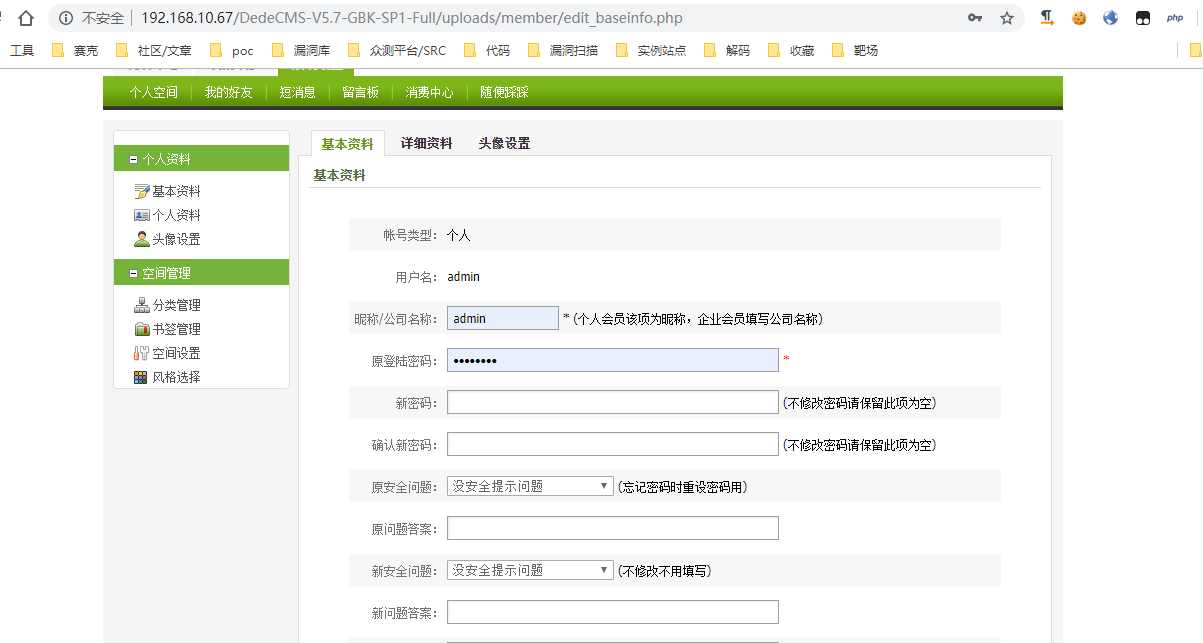 不安全 192.168.10.67/DedeCMS-V5.7-GBK-SP1-Full/uploads/member/edit_baseinfo.php php
工具 赛克 社区/文章 poc 漏洞库 众测平台/SRC 代码 漏洞扫描 实例站点 解码 收藏 靶场
个人空间 我的好友 短消息 留言板 消费中心 随便踩踩
基本资料 详细资料 头像设置
个人资料
基本资料
个人资料
头像设置
空间管理
分类管理
书签管理
空间设置
风格选择
基本资料
帐号类型： 个人
用户名： admin
昵称/公司名称： admin * (个人会员该项为昵称，企业会员填写公司名称)
原登陆密码： •••••••• *
新密码： (不修改密码请保留此项为空)
确认新密码： (不修改密码请保留此项为空)
原安全问题： 没安全提示问题 (忘记密码时重设密码用)
原问题答案：
新安全问题： 没安全提示问题 (不修改不用填写)
新问题答案：